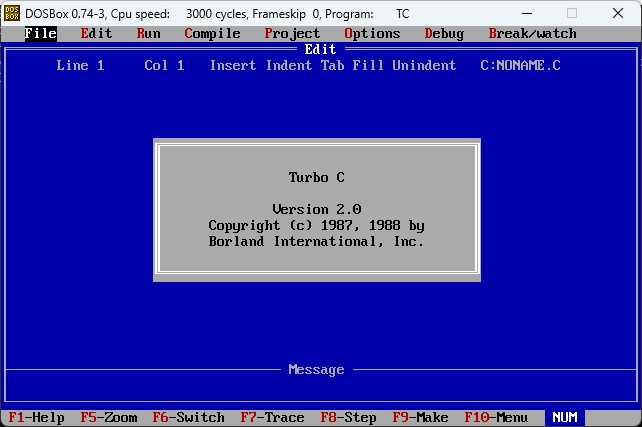 DOS
BOX
DOSBox 0.74-3, Cpu speed: 3000 cycles, Frameskip 0, Program: TC
File Edit Run Compile Project Options Debug Break/watch
Edit
Line 1 Col 1 Insert Indent Tab Fill Unindent C:NONAME.C
Turbo C
Version 2.0
Copyright (c) 1987, 1988 by
Borland International, Inc.
Message
F1-Help F5-Zoom F6-Switch F7-Trace F8-Step F9-Make F10-Menu NUM